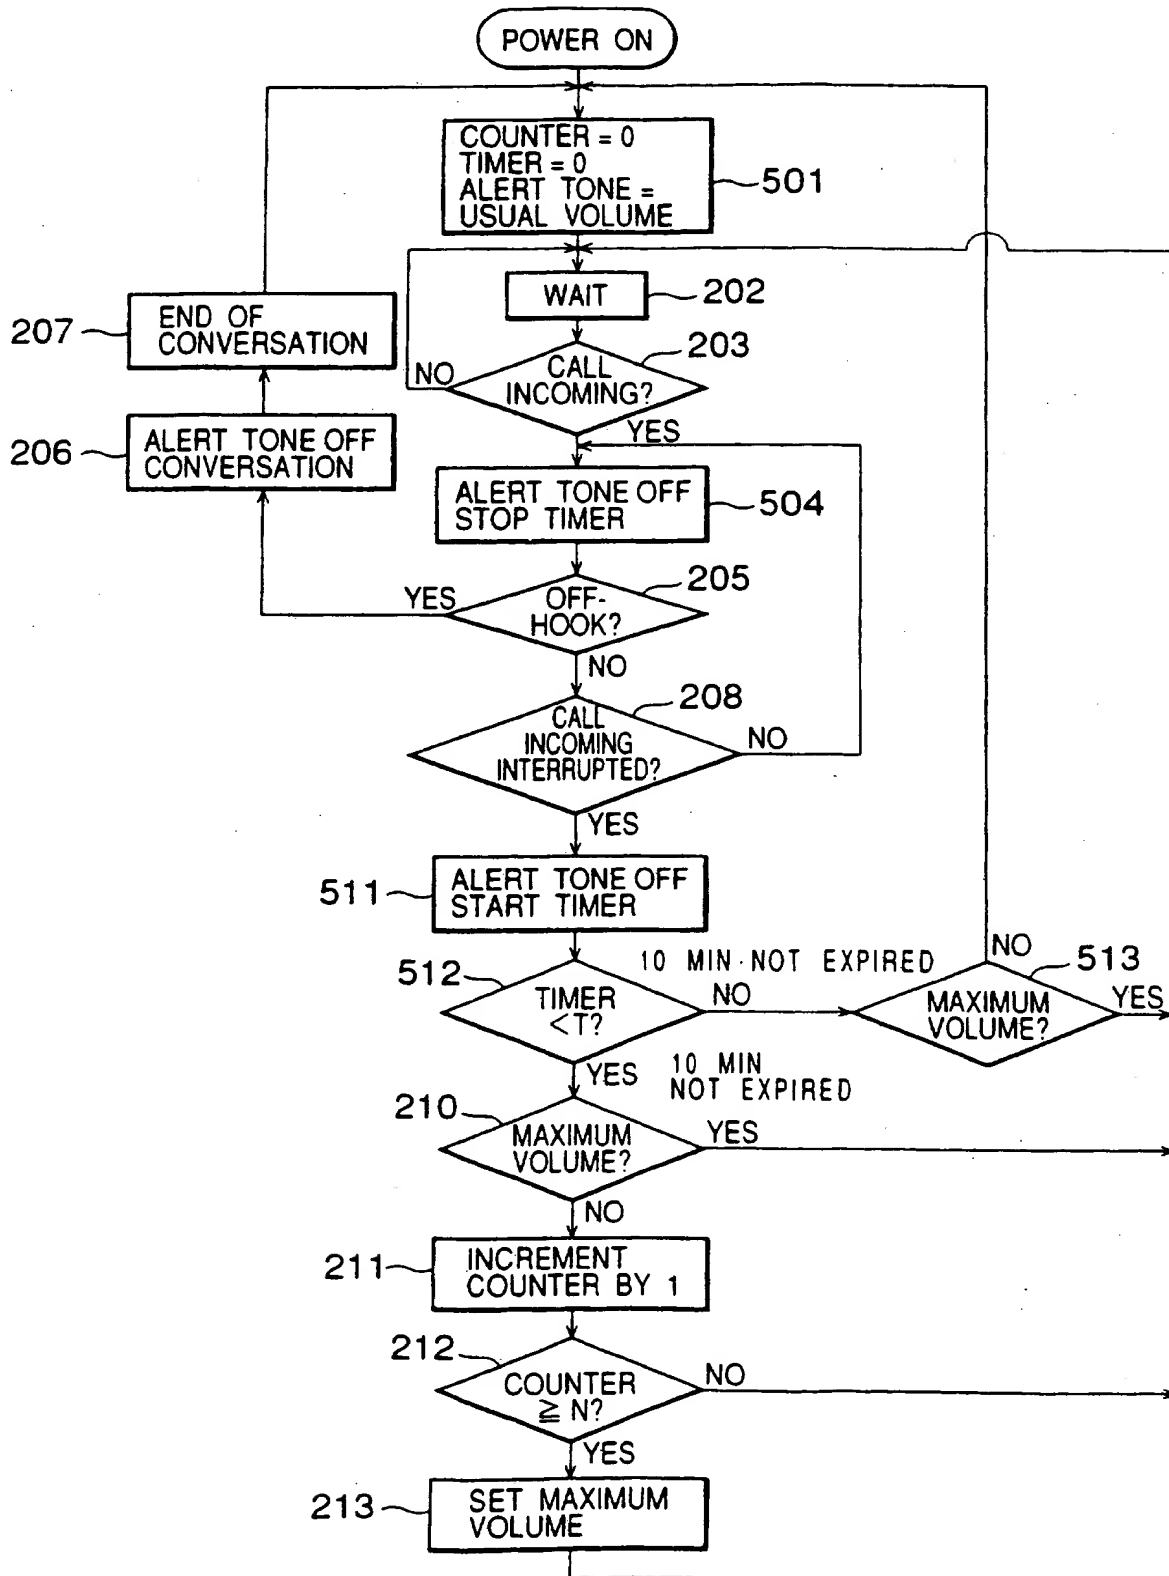 POWER ON
COUNTER = 0
TIMER = 0
ALERT TONE =
USUAL VOLUME
501
WAIT
202
207
END OF
CONVERSATION
203
CALL
INCOMING?
NO
YES
206
ALERT TONE OFF
CONVERSATION
ALERT TONE OFF
STOP TIMER
504
205
YES
OFF-
HOOK?
NO
208
CALL
INCOMING
INTERRUPTED?
NO
YES
511
ALERT TONE OFF
START TIMER
512
TIMER
<T?
10 MIN·NOT EXPIRED
NO
NO
513
MAXIMUM
VOLUME?
YES
YES
10 MIN
NOT EXPIRED
210
MAXIMUM
VOLUME?
YES
NO
211
INCREMENT
COUNTER BY 1
212
COUNTER
≧ N?
NO
YES
213
SET MAXIMUM
VOLUME